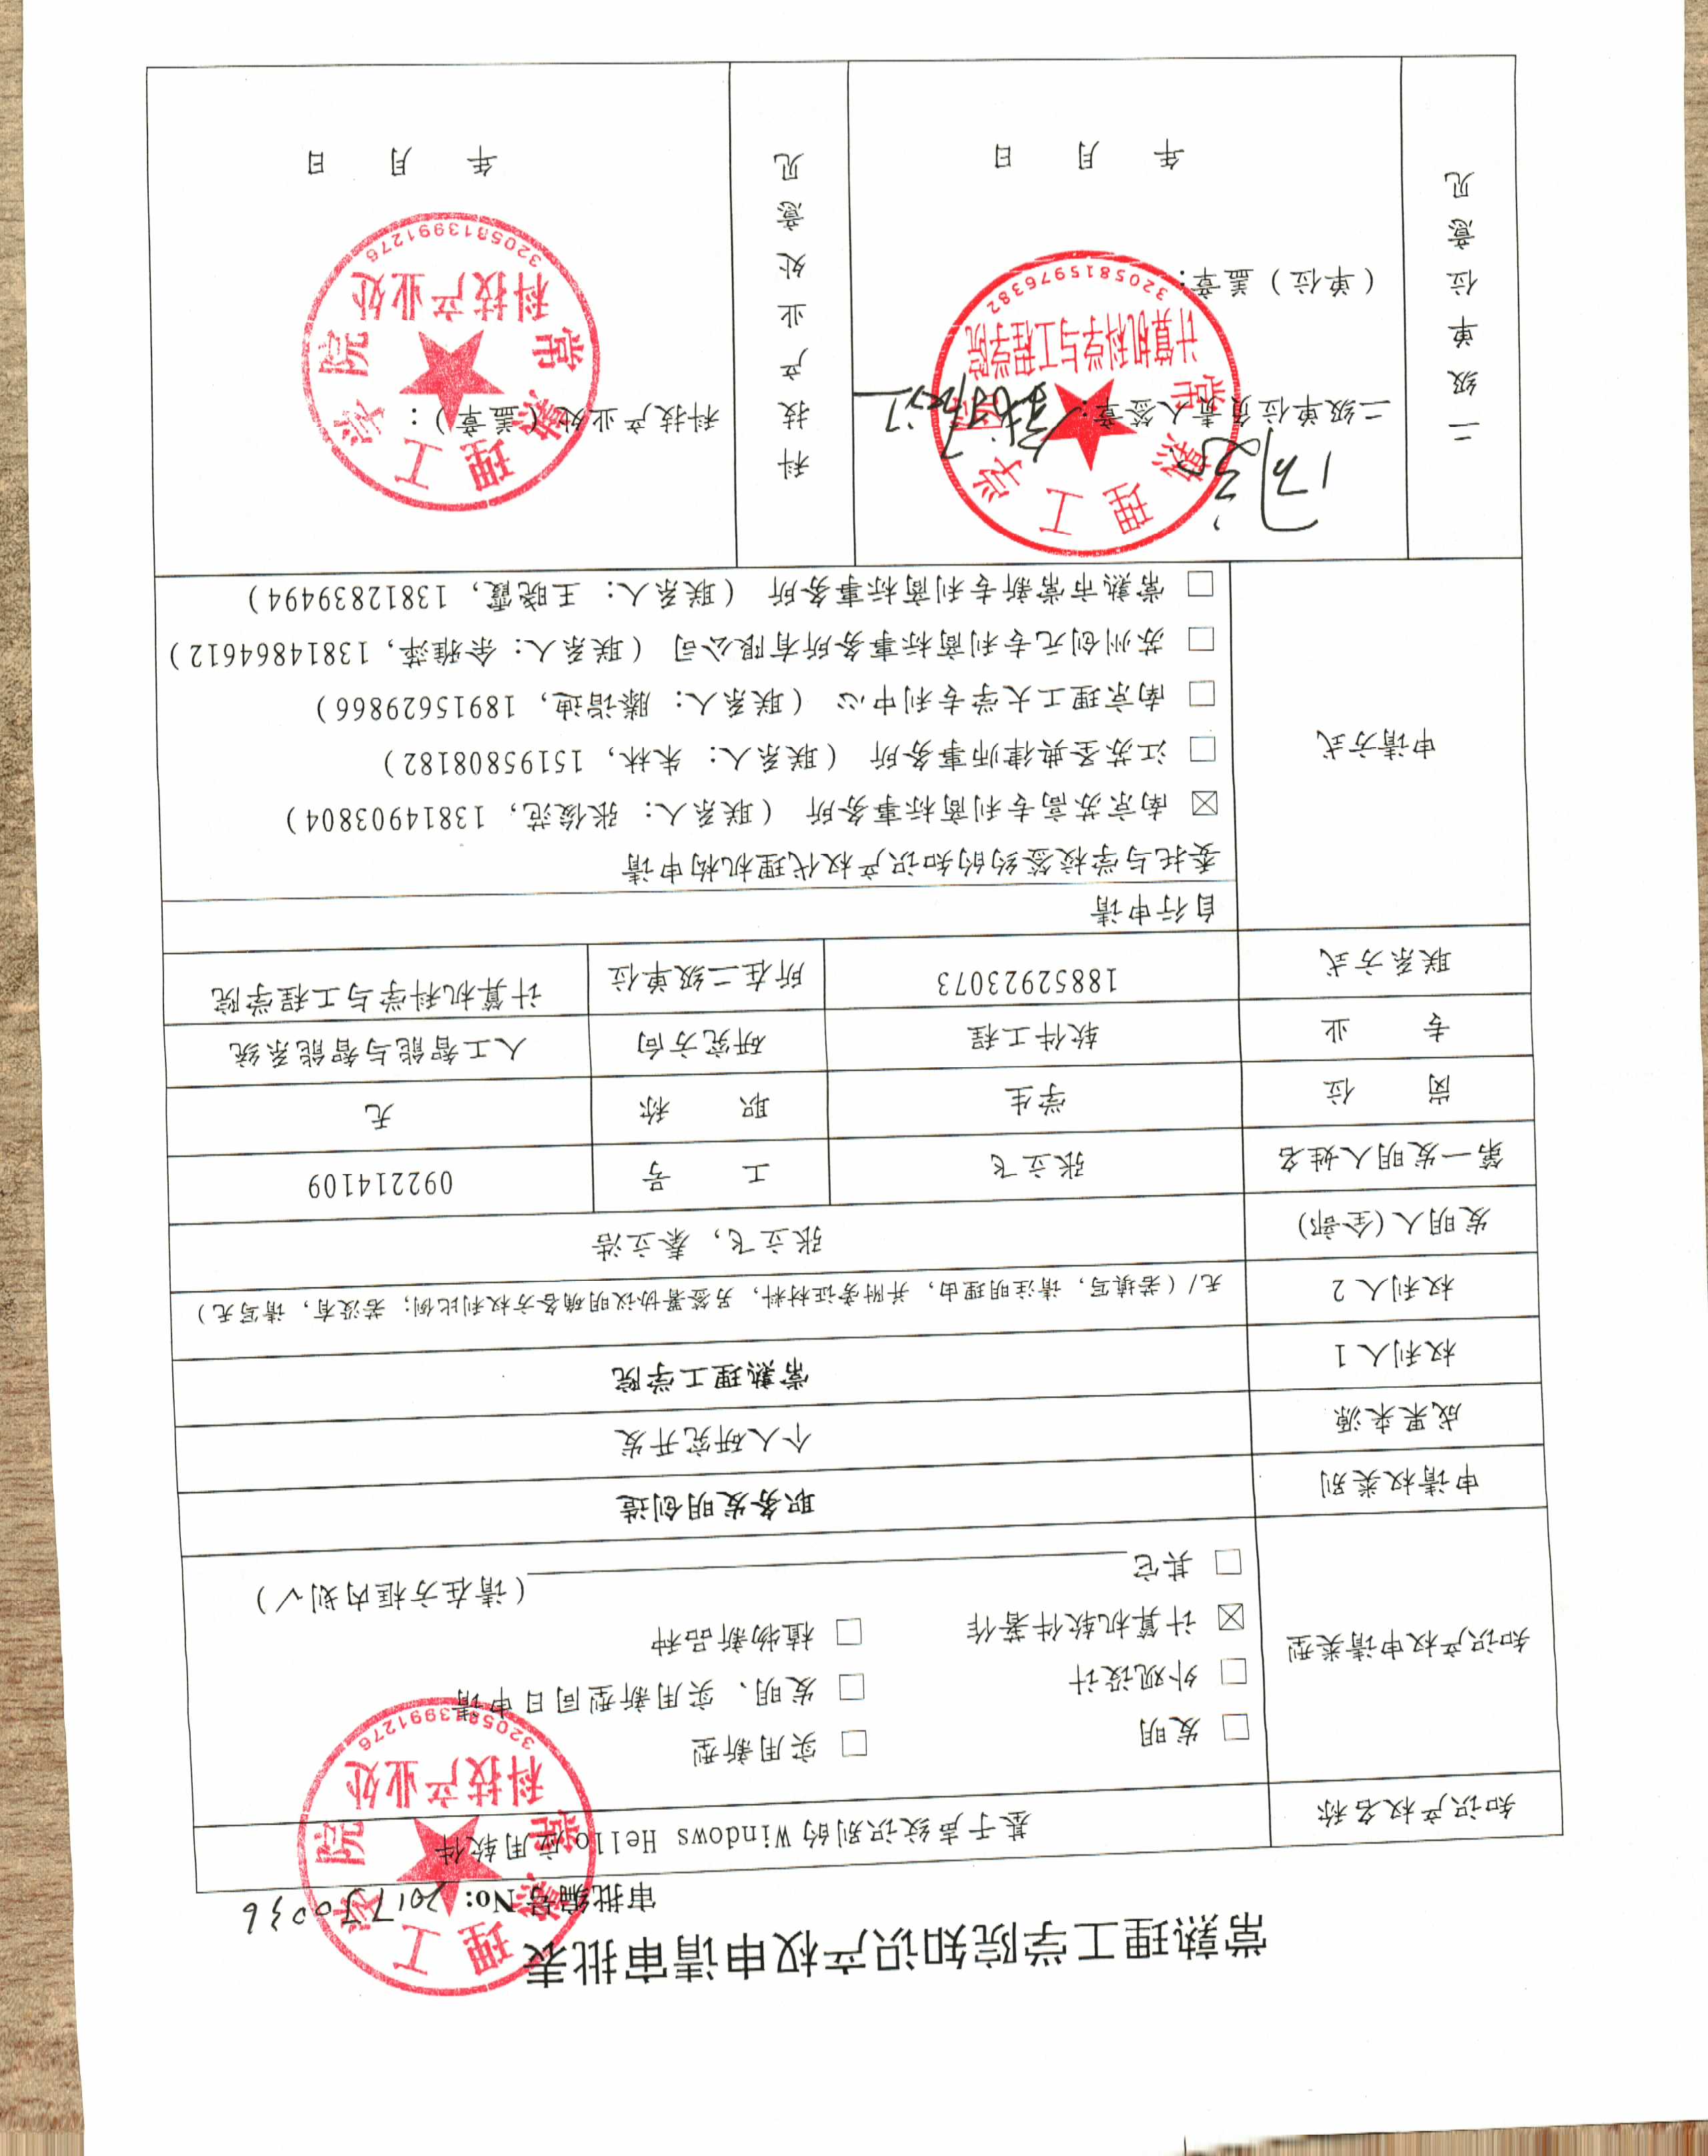 常熟理工学院知识产权申请审批表
审批编号 No: 2017J0036
常熟理工学院
科技产业处
3205813991276
知识产权名称 基于声纹识别的 Windows Hello 应用软件
知识产权申请类型
□ 发明 □ 实用新型
□ 外观设计 □ 发明、实用新型同日申请
☒ 计算机软件著作 □ 植物新品种
□ 其它 (请在方框内划√)
申请权类别 职务发明创造
成果来源 个人研究开发
权利人 1 常熟理工学院
权利人 2 无/(若填写，请注明理由，并附旁证材料，另签署协议明确各方权利比例；若没有，请写无)
发明人(全部) 张立飞，秦立浩
第一发明人姓名 张立飞 工 号 092214109
岗 位 学生 职 称 无
专 业 软件工程 研究方向 人工智能与智能系统
联系方式 18852923073 所在二级单位 计算机科学与工程学院
申请方式
自行申请
委托与学校签约的知识产权代理机构申请
☒ 南京苏高专利商标事务所 (联系人：张俊范，13814903804)
□ 江苏圣典律师事务所 (联系人：朱林，15195808182)
□ 南京理工大学专利中心 (联系人：滕诣迪，18915629866)
□ 苏州创元专利商标事务所有限公司 (联系人：余雅萍，13814864612)
□ 常熟市常新专利商标事务所 (联系人：王晓霞，13812839494)
二级单位意见
同意
二级单位负责人签章：钱振江
(单位)盖章：
常熟理工学院
计算机科学与工程学院
3205815976382
年 月 日
科技产业处意见
科技产业处(盖章)：
常熟理工学院
科技产业处
3205813991276
年 月 日